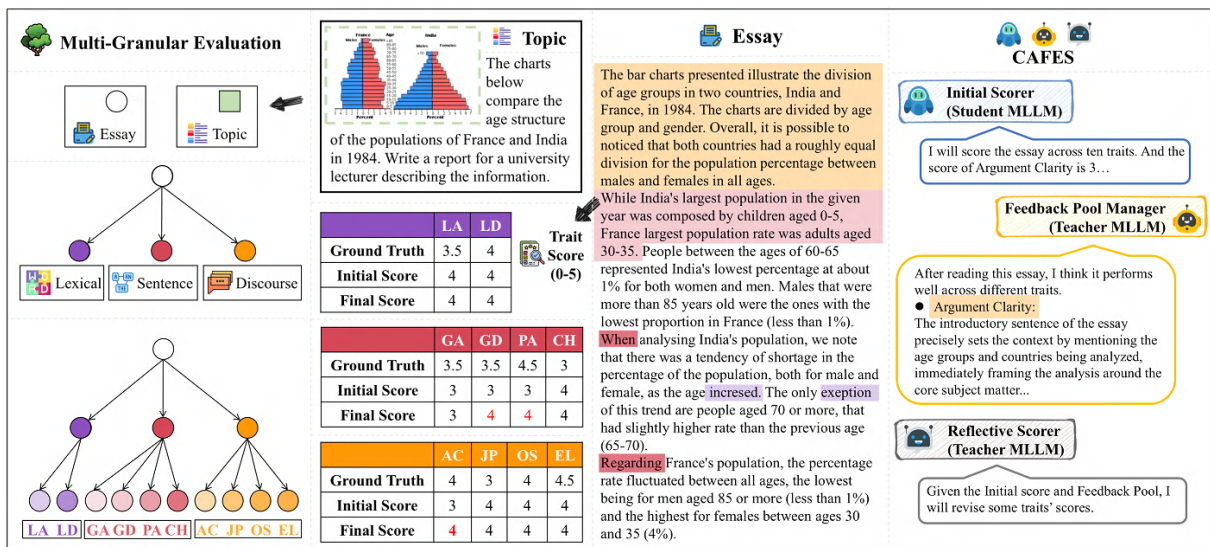 Multi-Granular Evaluation
Essay
Topic
Lexical
Sentence
Discourse
LA LD GA GD PA CH AC JP OS EL
Topic
France
India
Males
Females
Males
Females
Percent
Percent
The charts
below
compare the
age structure
of the populations of France and India
in 1984. Write a report for a university
lecturer describing the information.
Trait
Score
(0-5)
LA LD
Ground Truth 3.5 4
Initial Score 4 4
Final Score 4 4
GA GD PA CH
Ground Truth 3.5 3.5 4.5 3
Initial Score 3 3 3 4
Final Score 3 4 4 4
AC JP OS EL
Ground Truth 4 3 4 4.5
Initial Score 3 4 4 4
Final Score 4 4 4 4
Essay
The bar charts presented illustrate the division
of age groups in two countries, India and
France, in 1984. The charts are divided by age
group and gender. Overall, it is possible to
noticed that both countries had a roughly equal
division for the population percentage between
males and females in all ages.
While India's largest population in the given
year was composed by children aged 0-5,
France largest population rate was adults aged
30-35. People between the ages of 60-65
represented India's lowest percentage at about
1% for both women and men. Males that were
more than 85 years old were the ones with the
lowest proportion in France (less than 1%).
When analysing India's population, we note
that there was a tendency of shortage in the
percentage of the population, both for male and
female, as the age incresed. The only exeption
of this trend are people aged 70 or more, that
had slightly higher rate than the previous age
(65-70).
Regarding France's population, the percentage
rate fluctuated between all ages, the lowest
being for men aged 85 or more (less than 1%)
and the highest for females between ages 30
and 35 (4%).
CAFES
Initial Scorer
(Student MLLM)
I will score the essay across ten traits. And the
score of Argument Clarity is 3…
Feedback Pool Manager
(Teacher MLLM)
After reading this essay, I think it performs
well across different traits.
● Argument Clarity:
The introductory sentence of the essay
precisely sets the context by mentioning the
age groups and countries being analyzed,
immediately framing the analysis around the
core subject matter...
Reflective Scorer
(Teacher MLLM)
Given the Initial score and Feedback Pool, I
will revise some traits' scores.